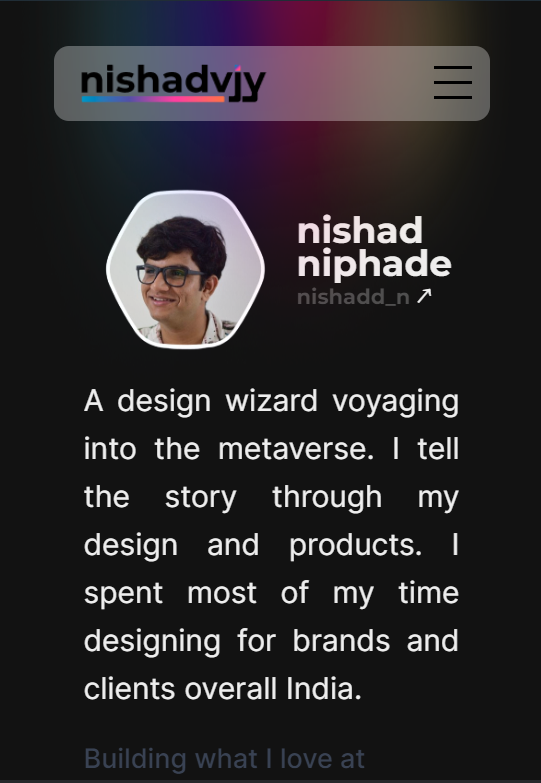 nishadvjy
nishad
niphade
nishadd_n ↗
A design wizard voyaging
into the metaverse. I tell
the story through my
design and products. I
spent most of my time
designing for brands and
clients overall India.
Building what I love at